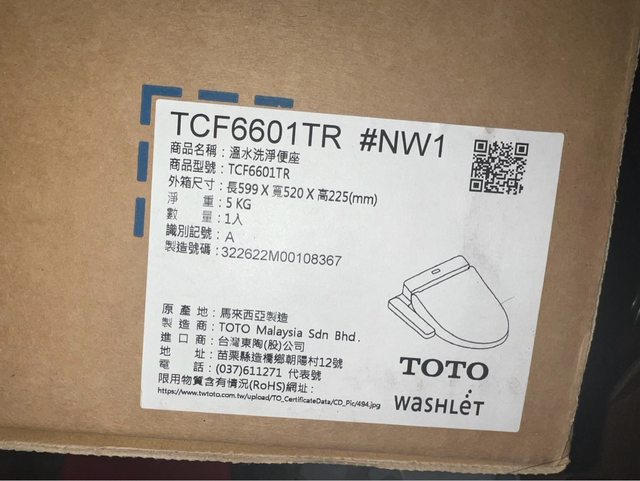 TCF6601TR #NW1
商品名稱：溫水洗淨便座
商品型號：TCF6601TR
外箱尺寸：長599 X 寬520 X 高225(mm)
淨重：5 KG
數量：1入
識別記號：A
製造號碼：322622M00108367
原產地：馬來西亞製造
製造商：TOTO Malaysia Sdn Bhd.
進口商：台灣東陶(股)公司
地址：苗栗縣造橋鄉朝陽村12號
電話：(037)611271 代表號
限用物質含有情況(RoHS)網址：
https://www.twtoto.com.tw/upload/TO_CertificateData/CD_Pic/494.jpg
TOTO
WASHLET